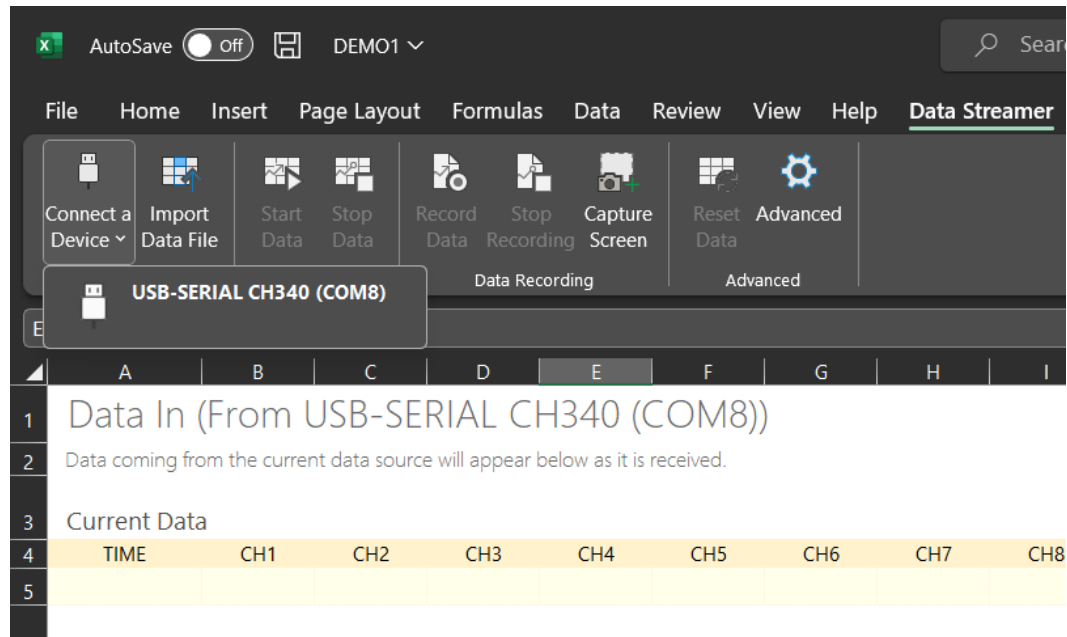 AutoSave Off DEMO1
File Home Insert Page Layout Formulas Data Review View Help Data Streamer
Connect a Import Start Stop Record Stop Capture Reset Advanced
Device Data File Data Data Data Recording Screen Data
Data Recording Advanced
USB-SERIAL CH340 (COM8)
E
A B C D E F G H I
1 Data In (From USB-SERIAL CH340 (COM8))
2 Data coming from the current data source will appear below as it is received.
3 Current Data
4 TIME CH1 CH2 CH3 CH4 CH5 CH6 CH7 CH8
5